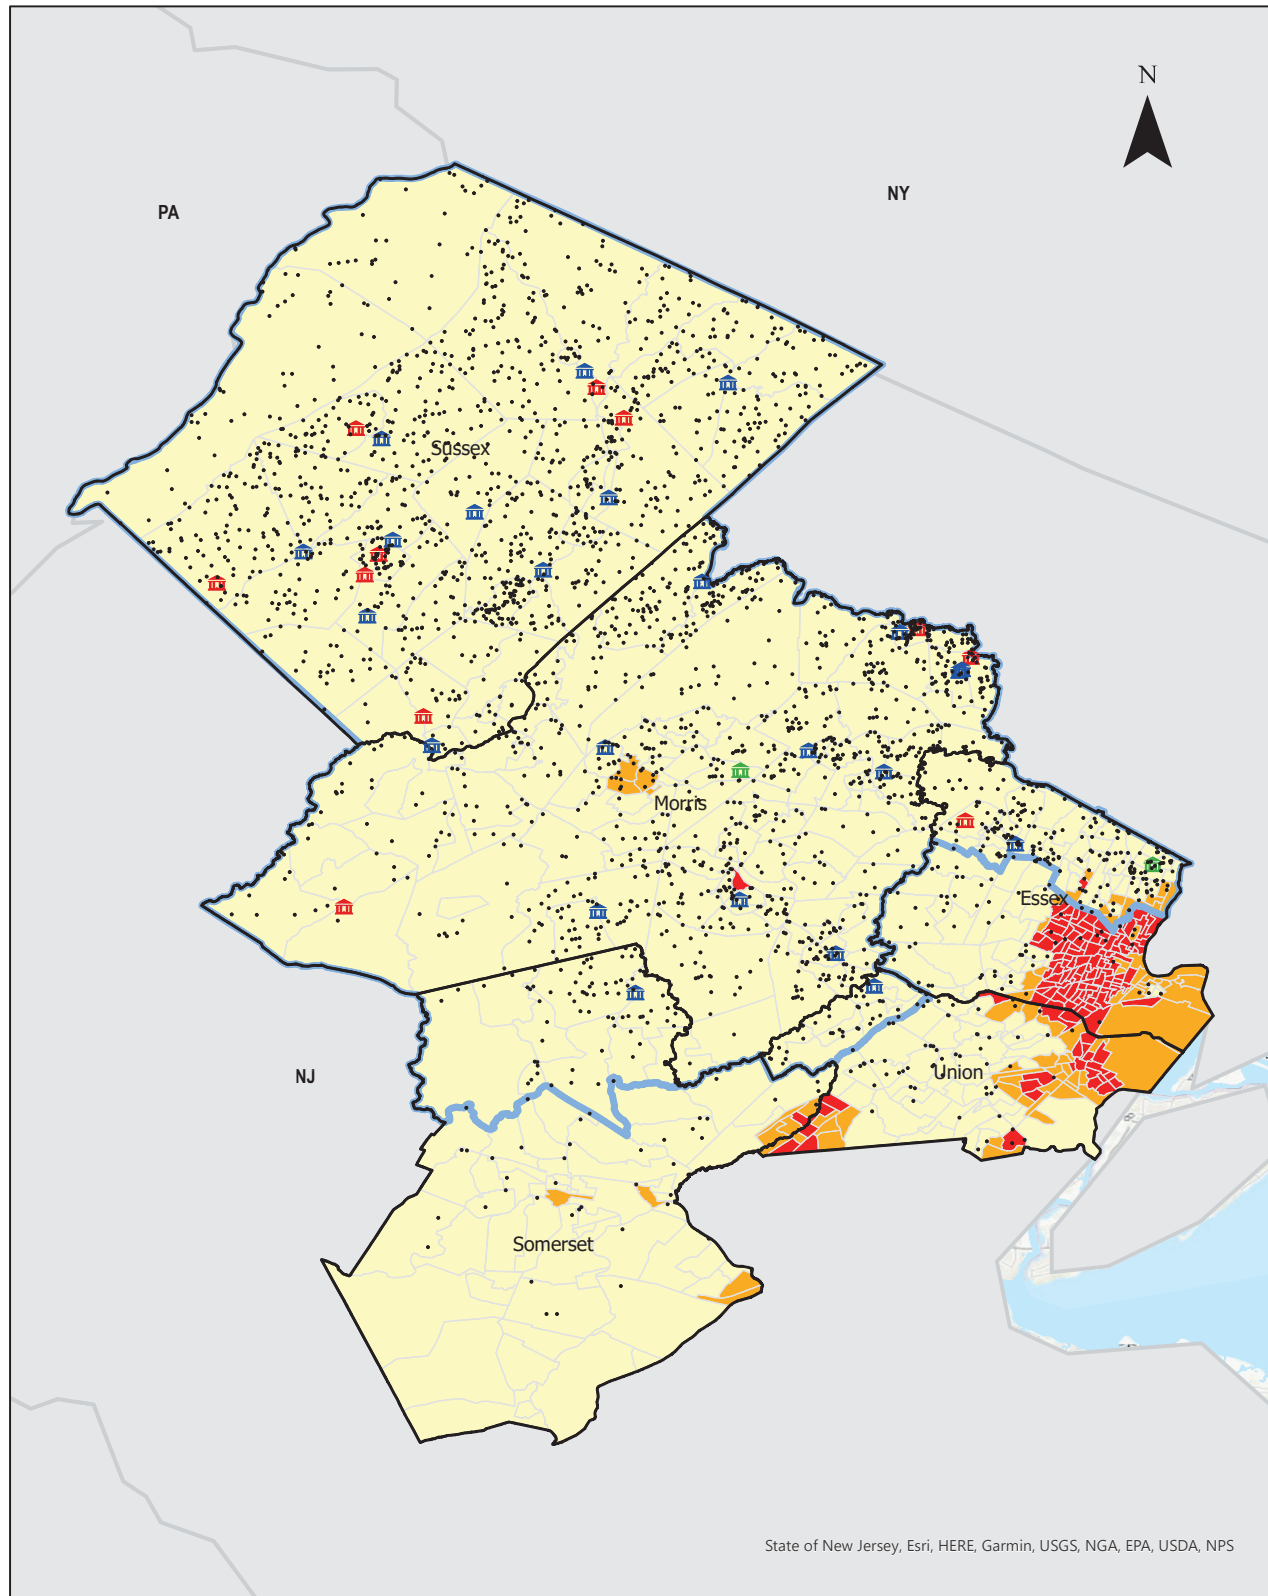 N
NY
PA
Sussex
Morris
Essex
NJ
Union
Somerset
State of New Jersey, Esri, HERE, Garmin, USGS, NGA, EPA, USDA, NPS